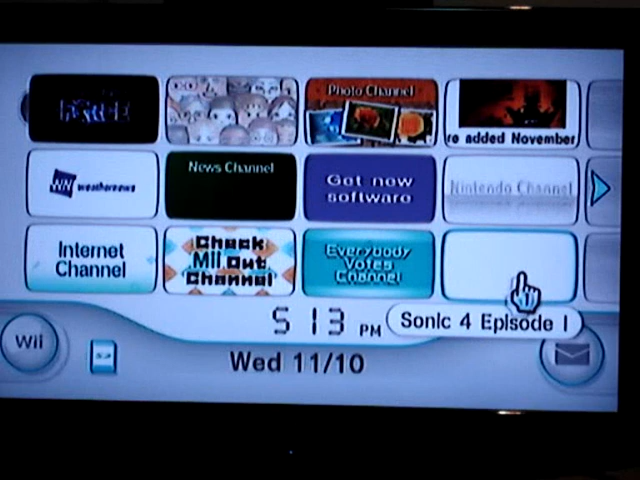 Photo Channel
re added November
WN weathernews
News Channel
Get new
software
Nintendo Channel
Internet
Channel
Check
Mii Out
Channel
Everybody
Votes
Channel
5 13 PM
Sonic 4 Episode I
Wii
Wed 11/10